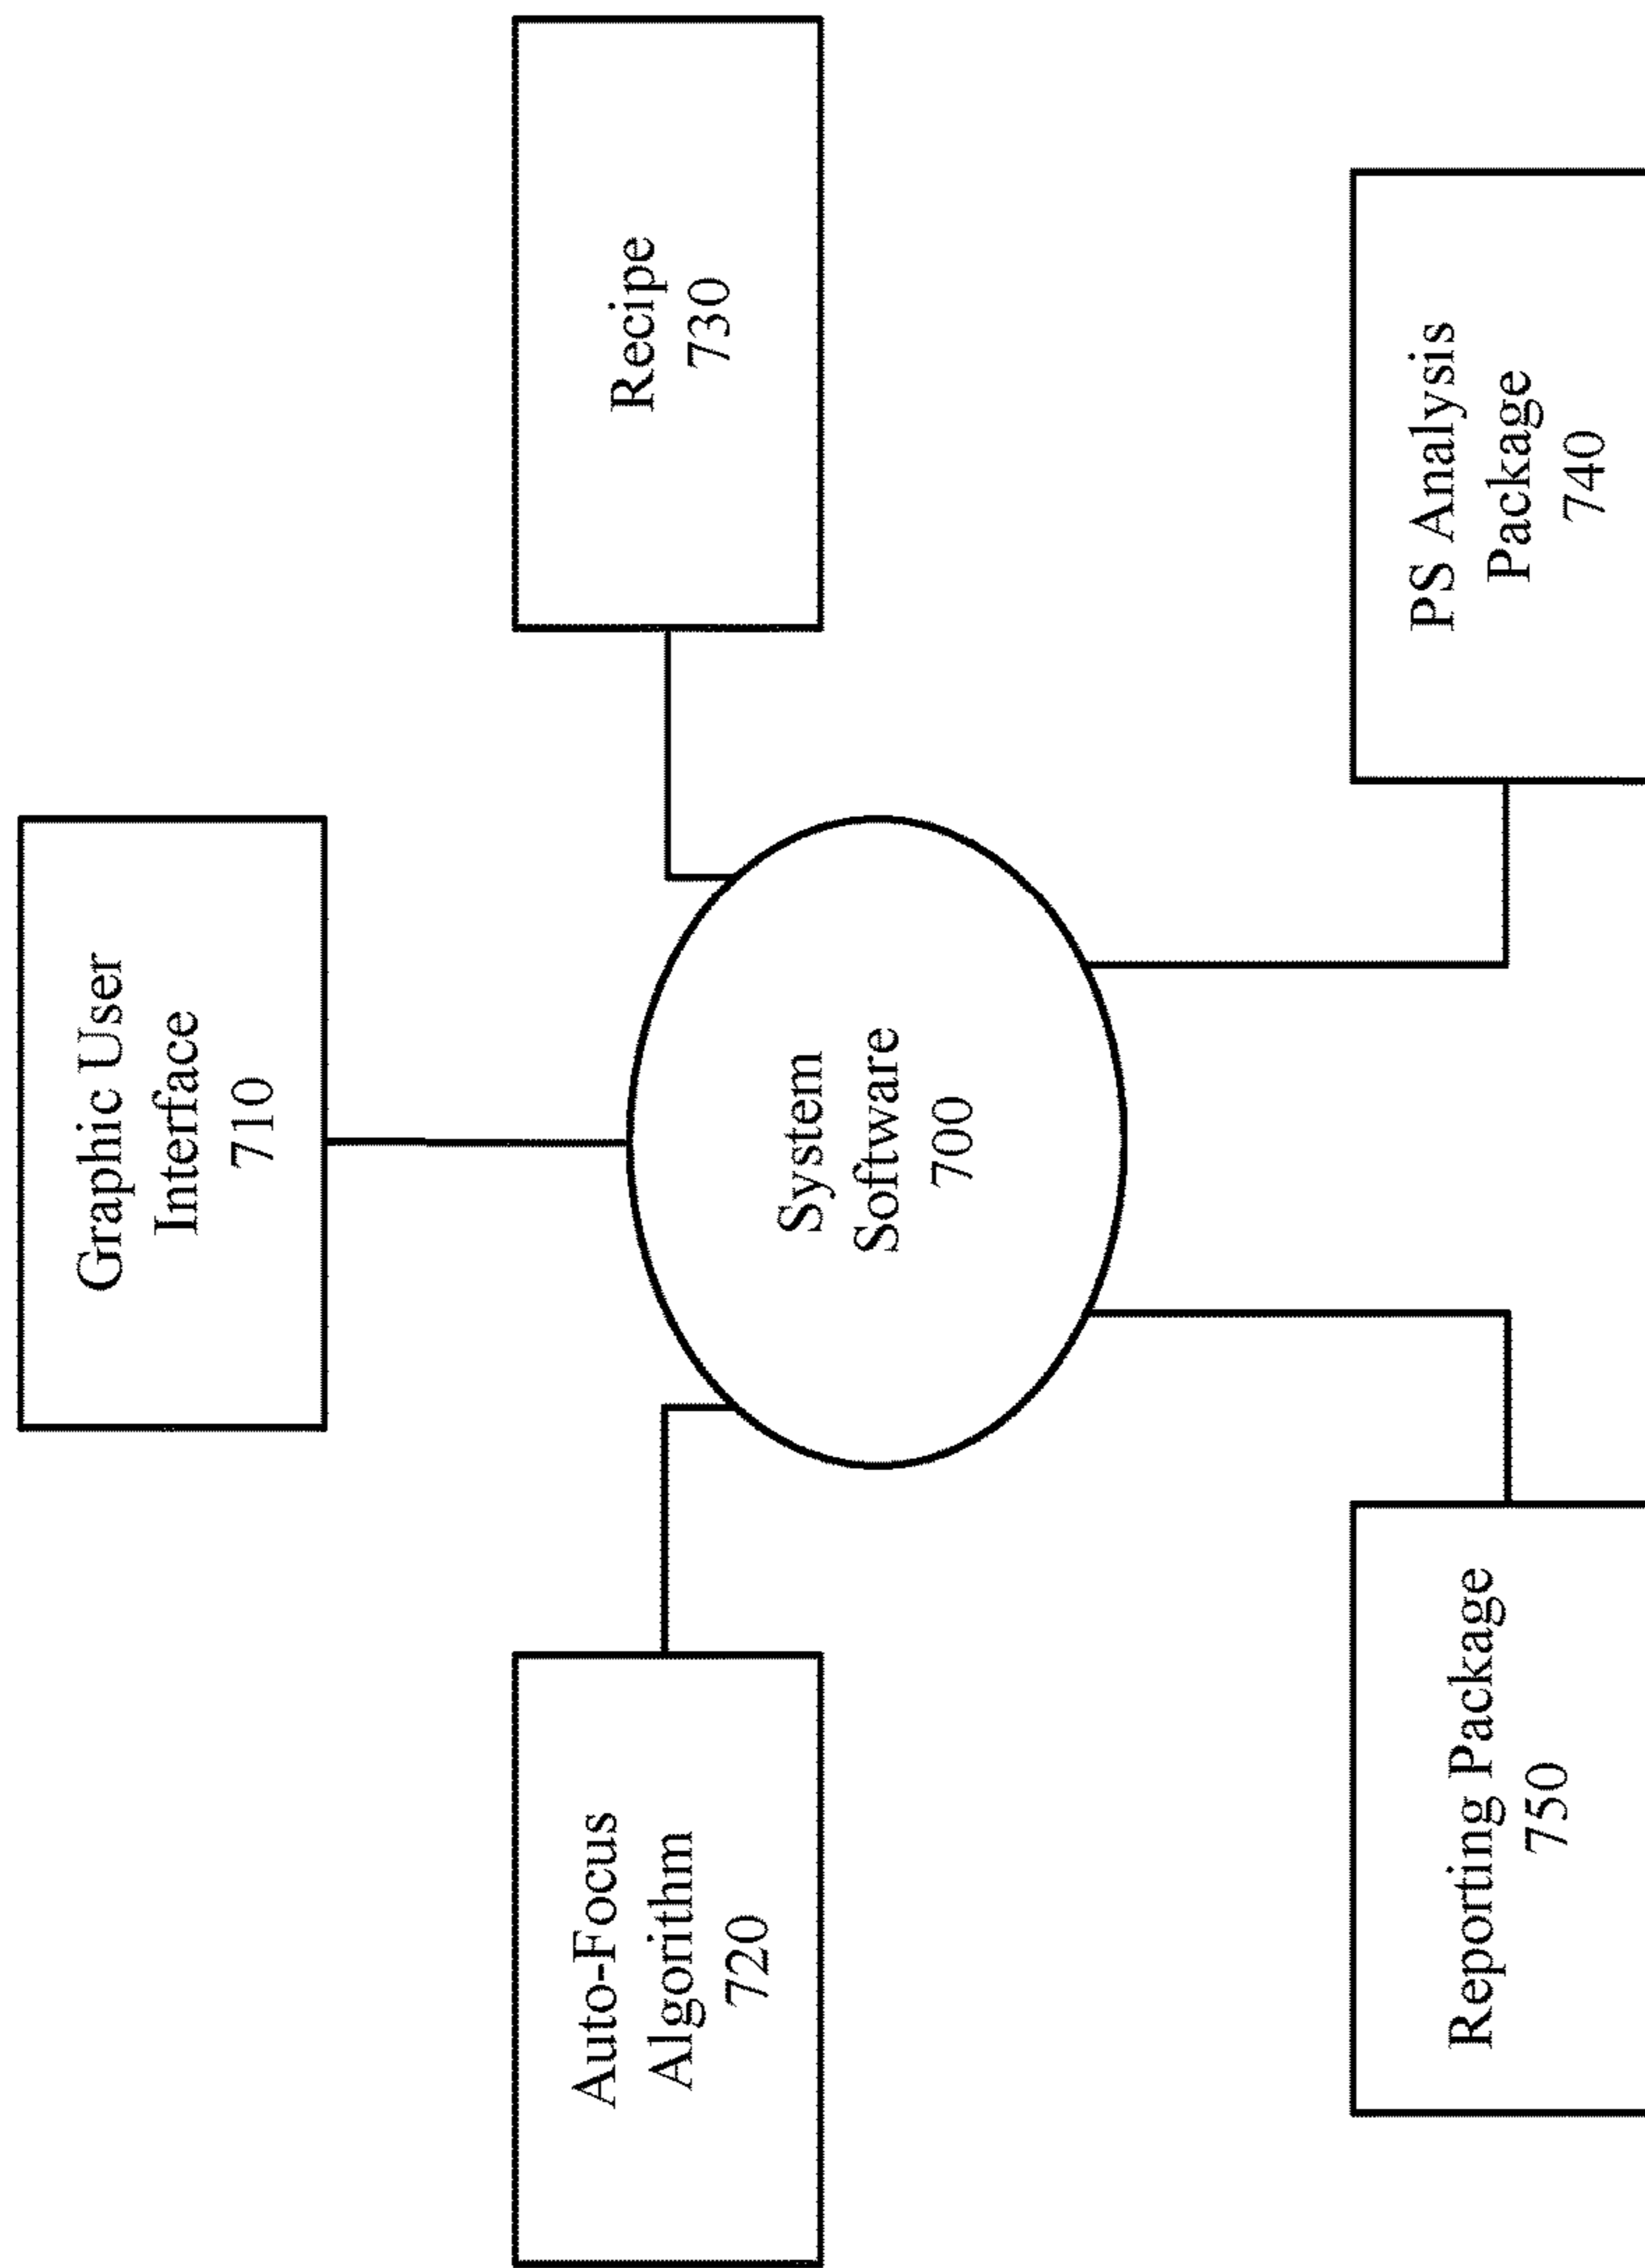 Graphic User
Interface
710
Auto-Focus
Algorithm
720
Recipe
730
System
Software
700
Reporting Package
750
PS Analysis
Package
740